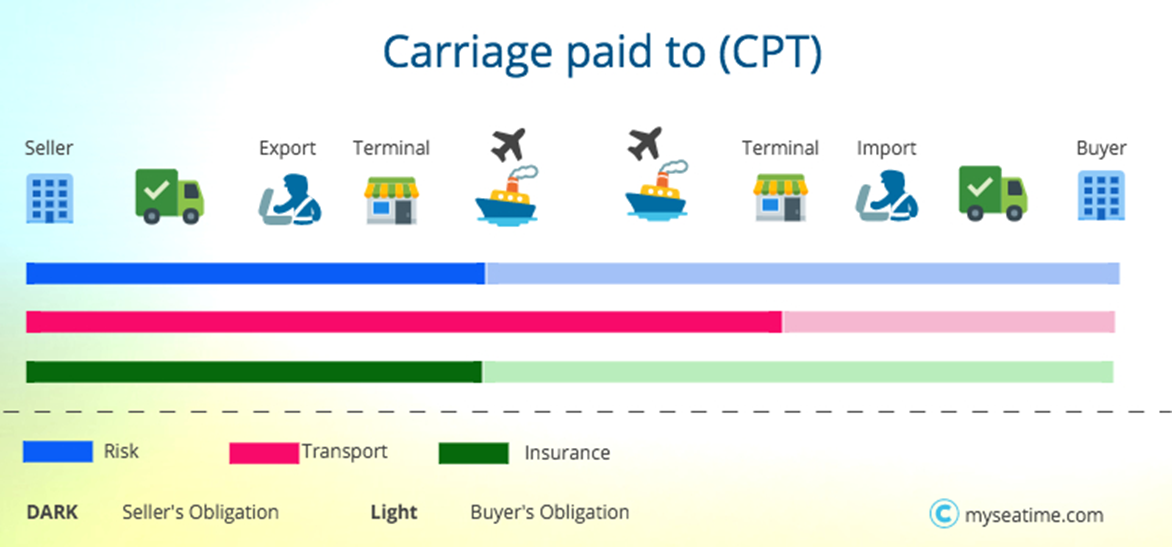 Carriage paid to (CPT)
Seller Export Terminal Terminal Import Buyer
Risk Transport Insurance
DARK Seller's Obligation Light Buyer's Obligation
C myseatime.com